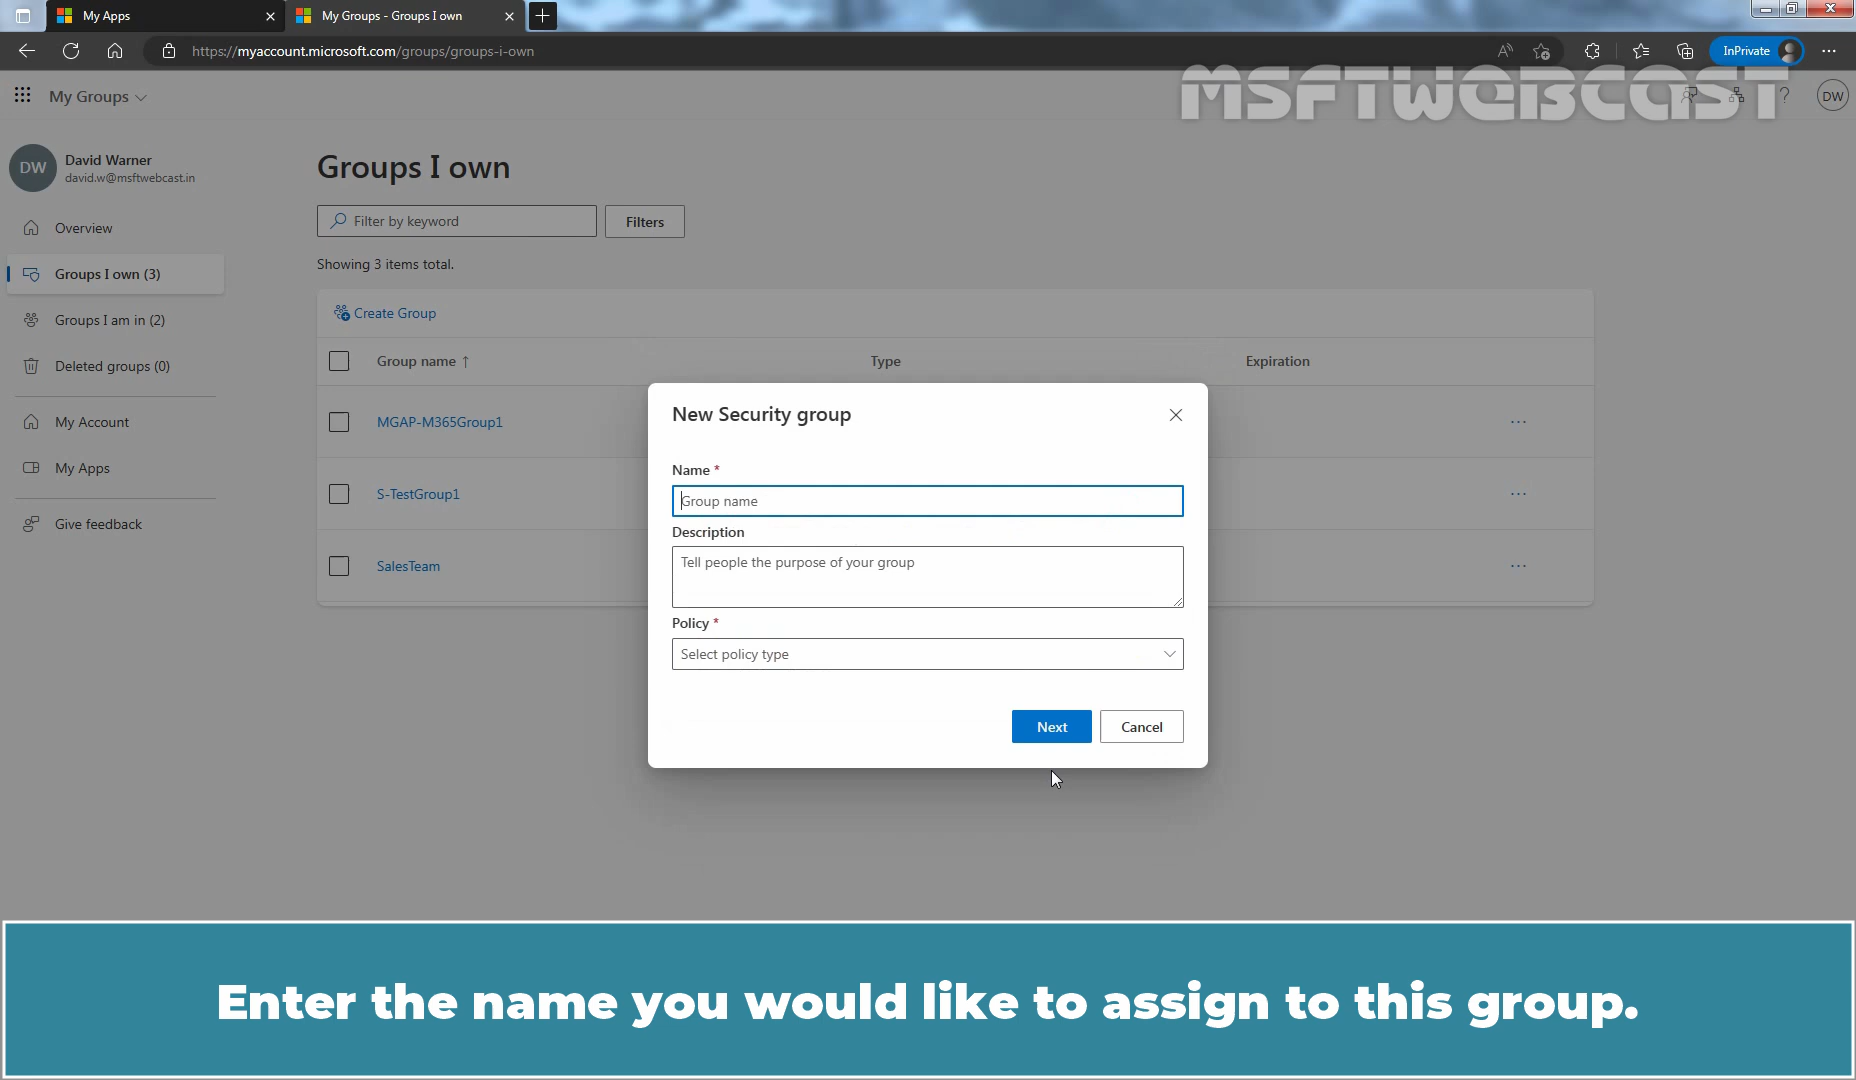 My Apps
My Groups - Groups I own
https://myaccount.microsoft.com/groups/groups-i-own
InPrivate
MSFTWEBCAST
My Groups
DW
DW
David Warner
david.w@msftwebcast.in
Overview
Groups I own (3)
Groups I am in (2)
Deleted groups (0)
My Account
My Apps
Give feedback
Groups I own
Filter by keyword
Filters
Showing 3 items total.
Create Group
Group name ↑
Type
Expiration
MGAP-M365Group1
S-TestGroup1
SalesTeam
New Security group
Name *
Group name
Description
Tell people the purpose of your group
Policy *
Select policy type
Next
Cancel
Enter the name you would like to assign to this group.